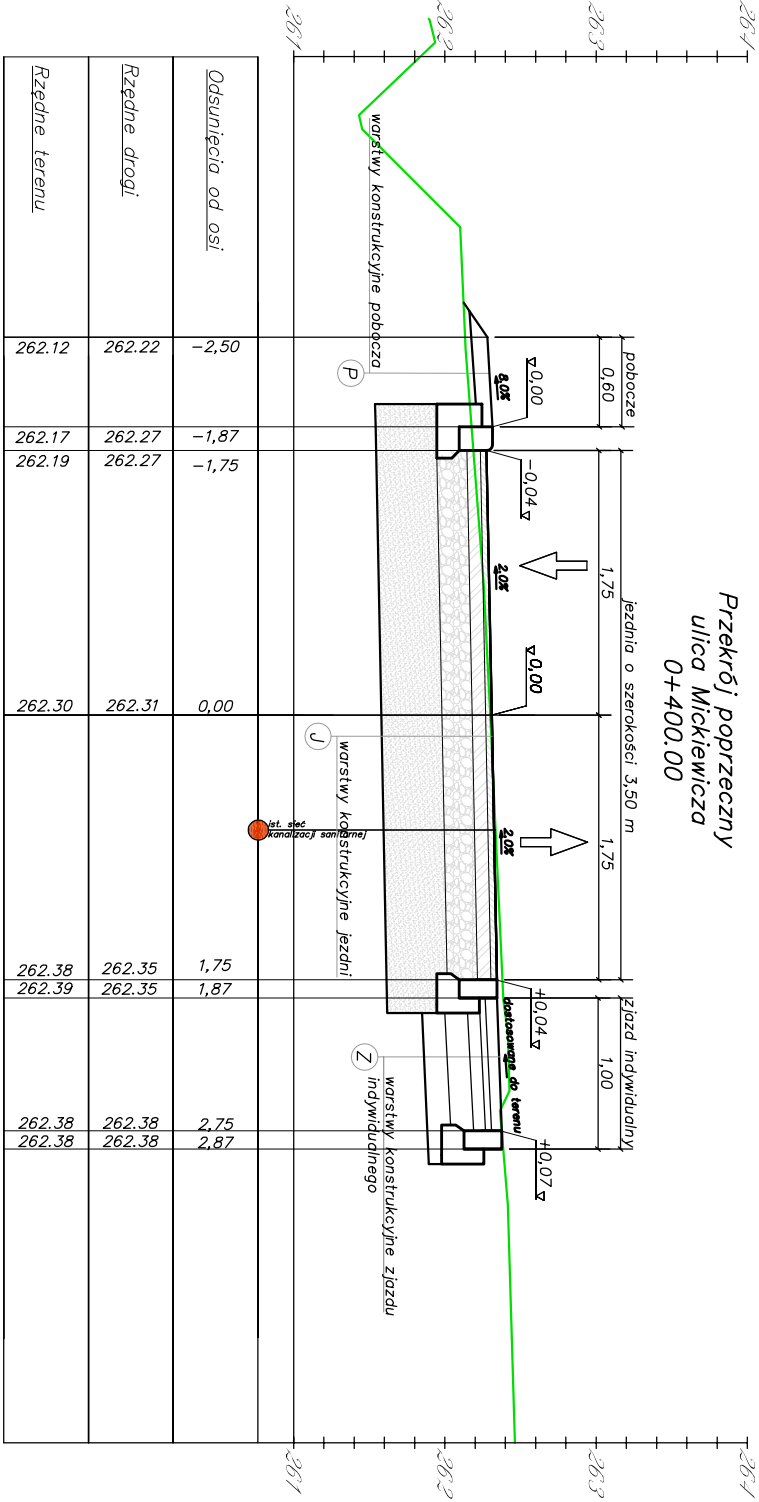 Przekrój poprzeczny
ulica Mickiewicza
0+400.00
264
263
262
261
264
263
262
261
pobocze
jezdnia o szerokości 3,50 m
zjazd indywidualny
0,60
1,75
1,75
1,00
0,00
-0,04
0,00
+0,04
+0,07
8.0%
2.0%
2.0%
dostosowane do terenu
warstwy konstrukcyjne pobocza
P
warstwy konstrukcyjne jezdni
J
warstwy konstrukcyjne zjazdu
indywidualnego
Z
ist. sieć
kanalizacji sanitarnej
Odsunięcia od osi
-2,50
-1,87
-1,75
0,00
1,75
1,87
2,75
2,87
Rzędne drogi
262.22
262.27
262.27
262.31
262.35
262.35
262.38
262.38
Rzędne terenu
262.12
262.17
262.19
262.30
262.38
262.39
262.38
262.38